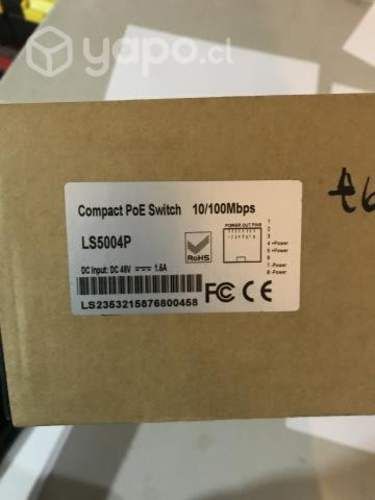 yapo.cl
Compact PoE Switch 10/100Mbps
LS5004P
RoHS
POWER OUT PINS
1
2
3
4 +Power
5 +Power
6
7 -Power
8 -Power
DC Input: DC 48V ⎓ 1.6A
LS2353215876800458
FC CE